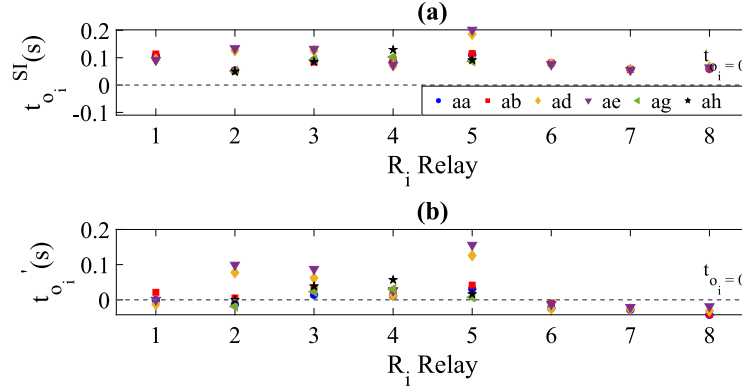 (a)
t_{o_i}^{SI}(s)
0.2
0.1
0
-0.1
t_{o_i} = 0
aa ab ad ae ag ah
1 2 3 4 5 6 7 8
R_i Relay
(b)
t_{o_i}'(s)
0.2
0.1
0
t_{o_i} = 0
1 2 3 4 5 6 7 8
R_i Relay